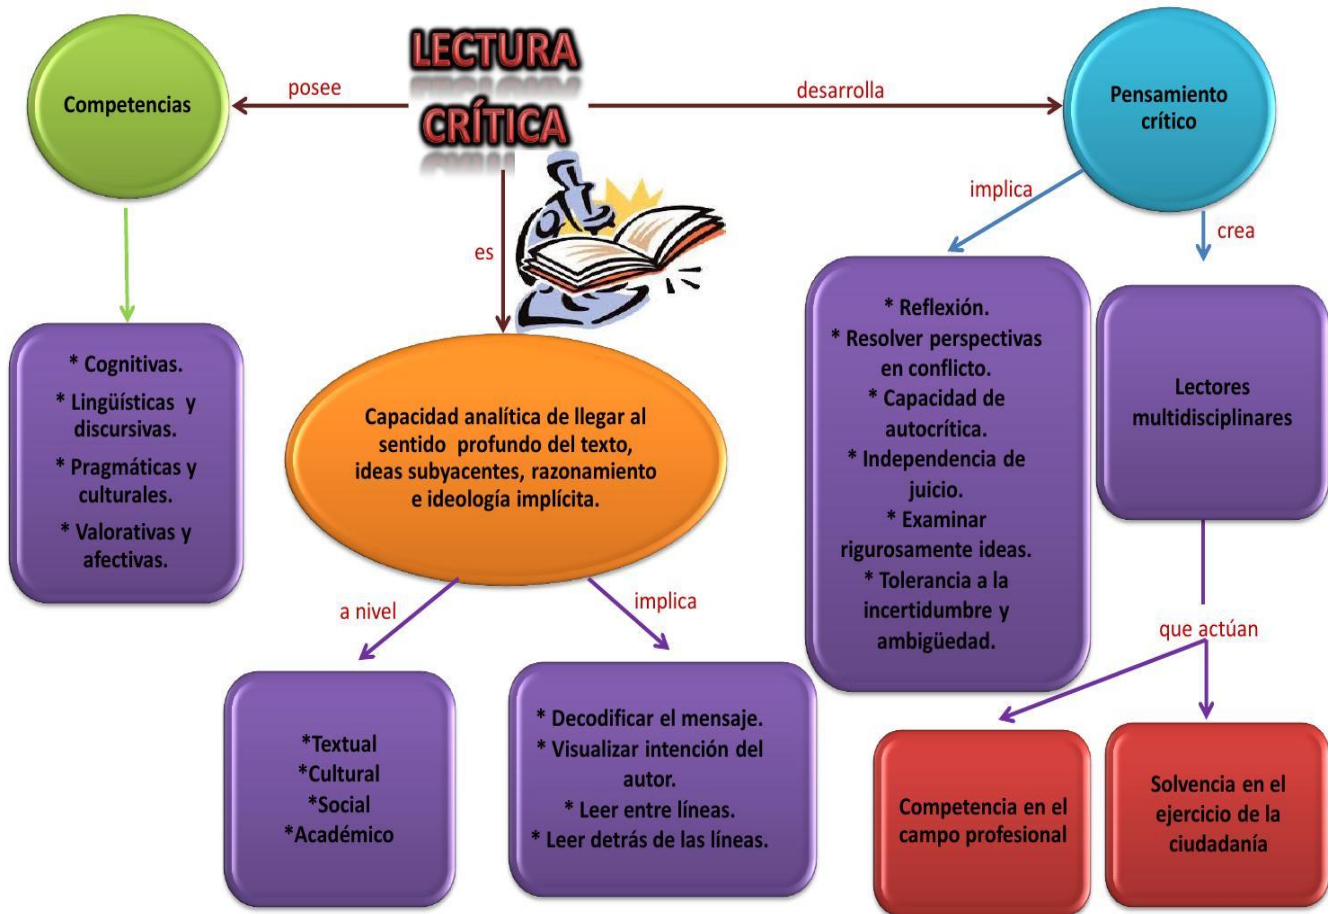 LECTURA
CRÍTICA
posee
Competencias
* Cognitivas.
* Lingüísticas y
discursivas.
* Pragmáticas y
culturales.
* Valorativas y
afectivas.
es
Capacidad analítica de llegar al
sentido profundo del texto,
ideas subyacentes, razonamiento
e ideología implícita.
a nivel
*Textual
*Cultural
*Social
*Académico
implica
* Decodificar el mensaje.
* Visualizar intención del
autor.
* Leer entre líneas.
* Leer detrás de las líneas.
desarrolla
Pensamiento
crítico
implica
* Reflexión.
* Resolver perspectivas
en conflicto.
* Capacidad de
autocrítica.
* Independencia de
juicio.
* Examinar
rigurosamente ideas.
* Tolerancia a la
incertidumbre y
ambigüedad.
crea
Lectores
multidisciplinares
que actúan
Competencia en el
campo profesional
Solvencia en el
ejercicio de la
ciudadanía